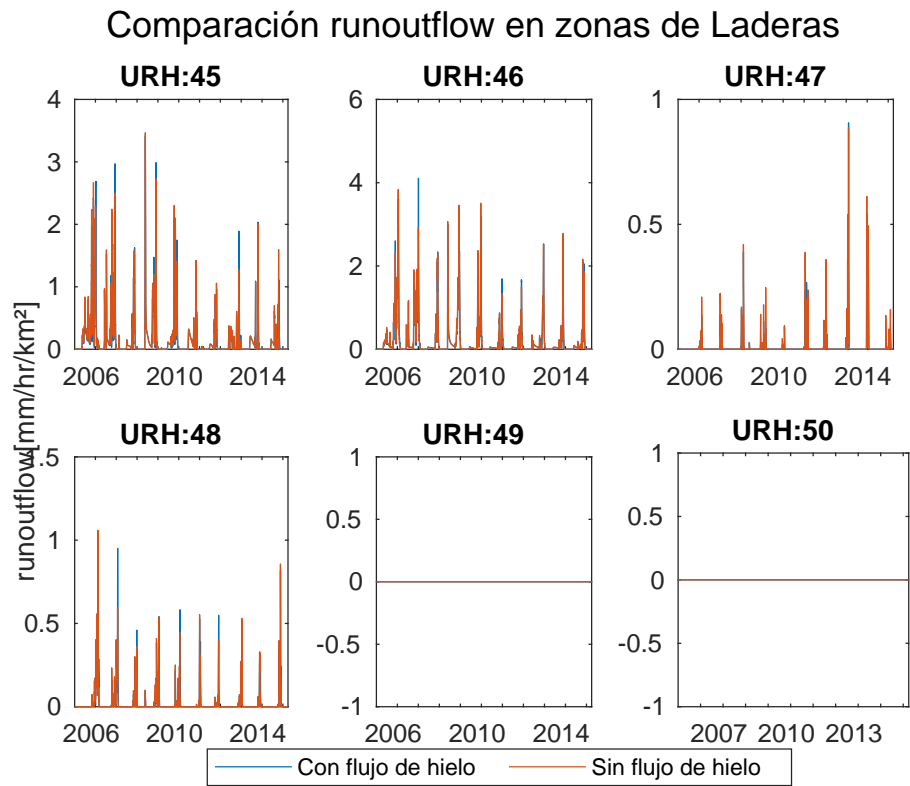 Comparación runoutflow en zonas de Laderas
URH:45
URH:46
URH:47
4
3
2
1
0
2006 2010 2014
6
4
2
0
2006 2010 2014
1
0.5
0
2006 2010 2014
runoutflow[mm/hr/km²]
URH:48
URH:49
URH:50
1.5
1
0.5
0
2006 2010 2014
1
0.5
0
-0.5
-1
2006 2010 2014
1
0.5
0
-0.5
-1
2007 2010 2013
Con flujo de hielo
Sin flujo de hielo